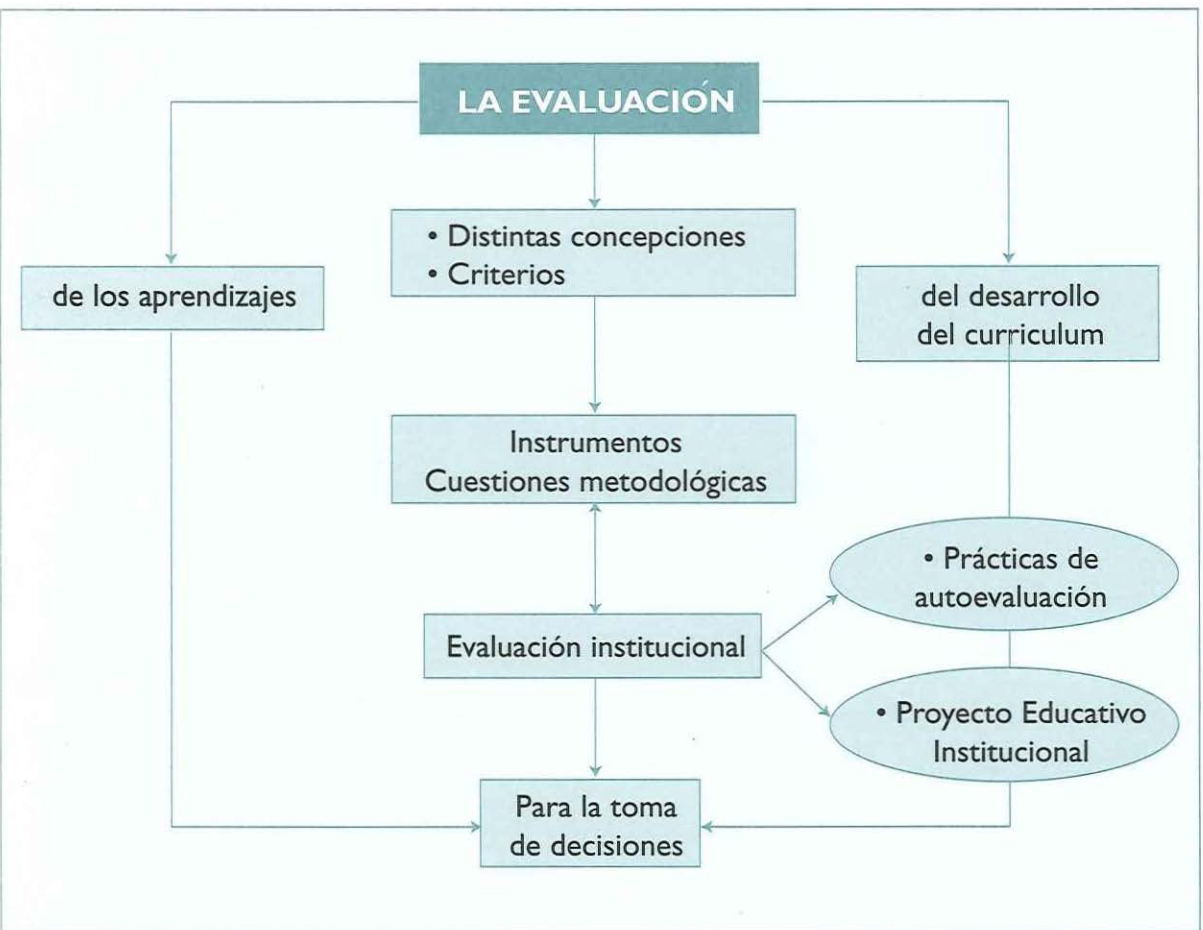 LA EVALUACIÓN
• Distintas concepciones
• Criterios
de los aprendizajes
del desarrollo
del curriculum
Instrumentos
Cuestiones metodológicas
• Prácticas de
autoevaluación
Evaluación institucional
• Proyecto Educativo
Institucional
Para la toma
de decisiones